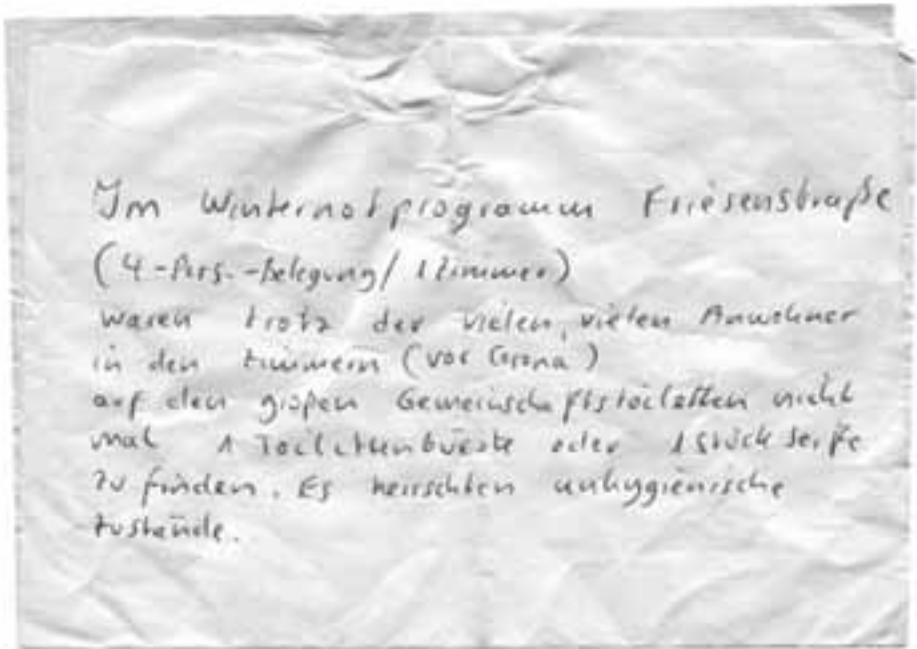 Im Winternotprogramm Friesenstraße
(4-Pers.-Belegung/ 1 Zimmer)
waren trotz der vielen, vielen Anwohner
in den Zimmern (vor Corona)
auf den großen Gemeinschaftstoiletten nicht
mal 1 Toilettenbürste oder 1 Stück Seife
zu finden. Es herrschten unhygienische
Zustände.